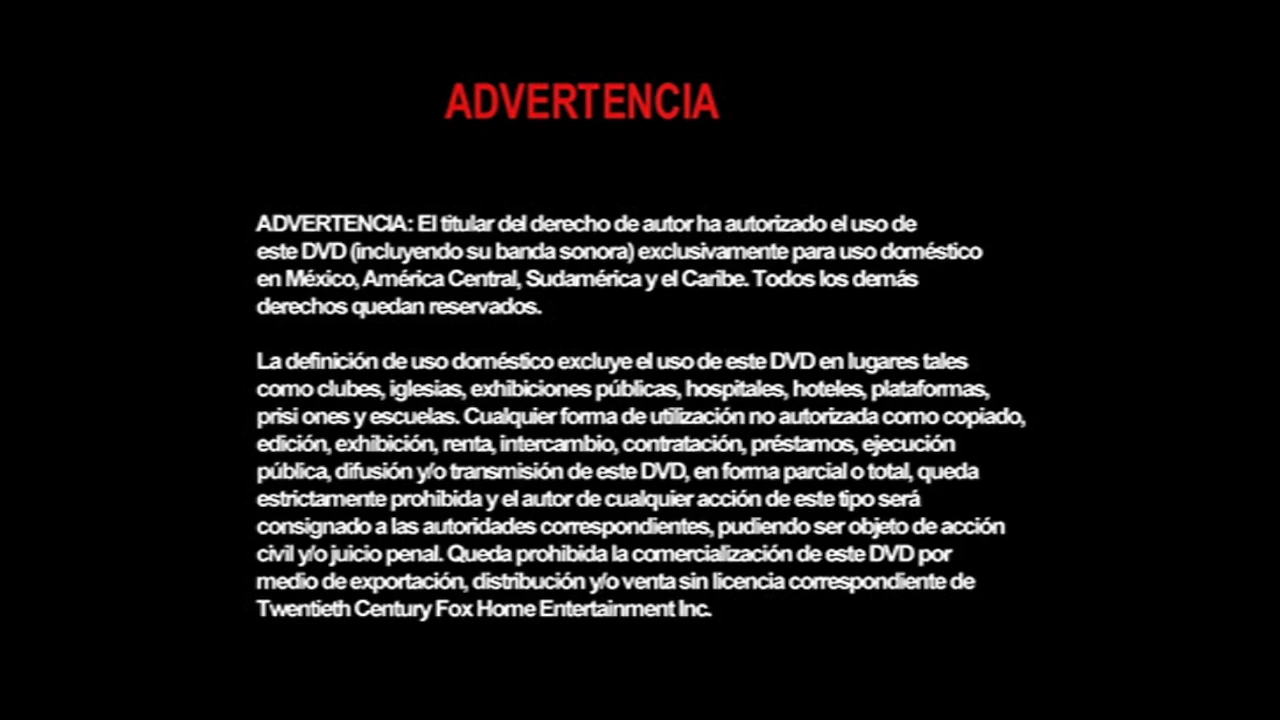 ADVERTENCIA
ADVERTENCIA: El titular del derecho de autor ha autorizado el uso de
este DVD (incluyendo su banda sonora) exclusivamente para uso doméstico
en México, América Central, Sudamérica y el Caribe. Todos los demás
derechos quedan reservados.
La definición de uso doméstico excluye el uso de este DVD en lugares tales
como clubes, iglesias, exhibiciones públicas, hospitales, hoteles, plataformas,
prisi ones y escuelas. Cualquier forma de utilización no autorizada como copiado,
edición, exhibición, renta, intercambio, contratación, préstamos, ejecución
pública, difusión y/o transmisión de este DVD, en forma parcial o total, queda
estrictamente prohibida y el autor de cualquier acción de este tipo será
consignado a las autoridades correspondientes, pudiendo ser objeto de acción
civil y/o juicio penal. Queda prohibida la comercialización de este DVD por
medio de exportación, distribución y/o venta sin licencia correspondiente de
Twentieth Century Fox Home Entertainment Inc.